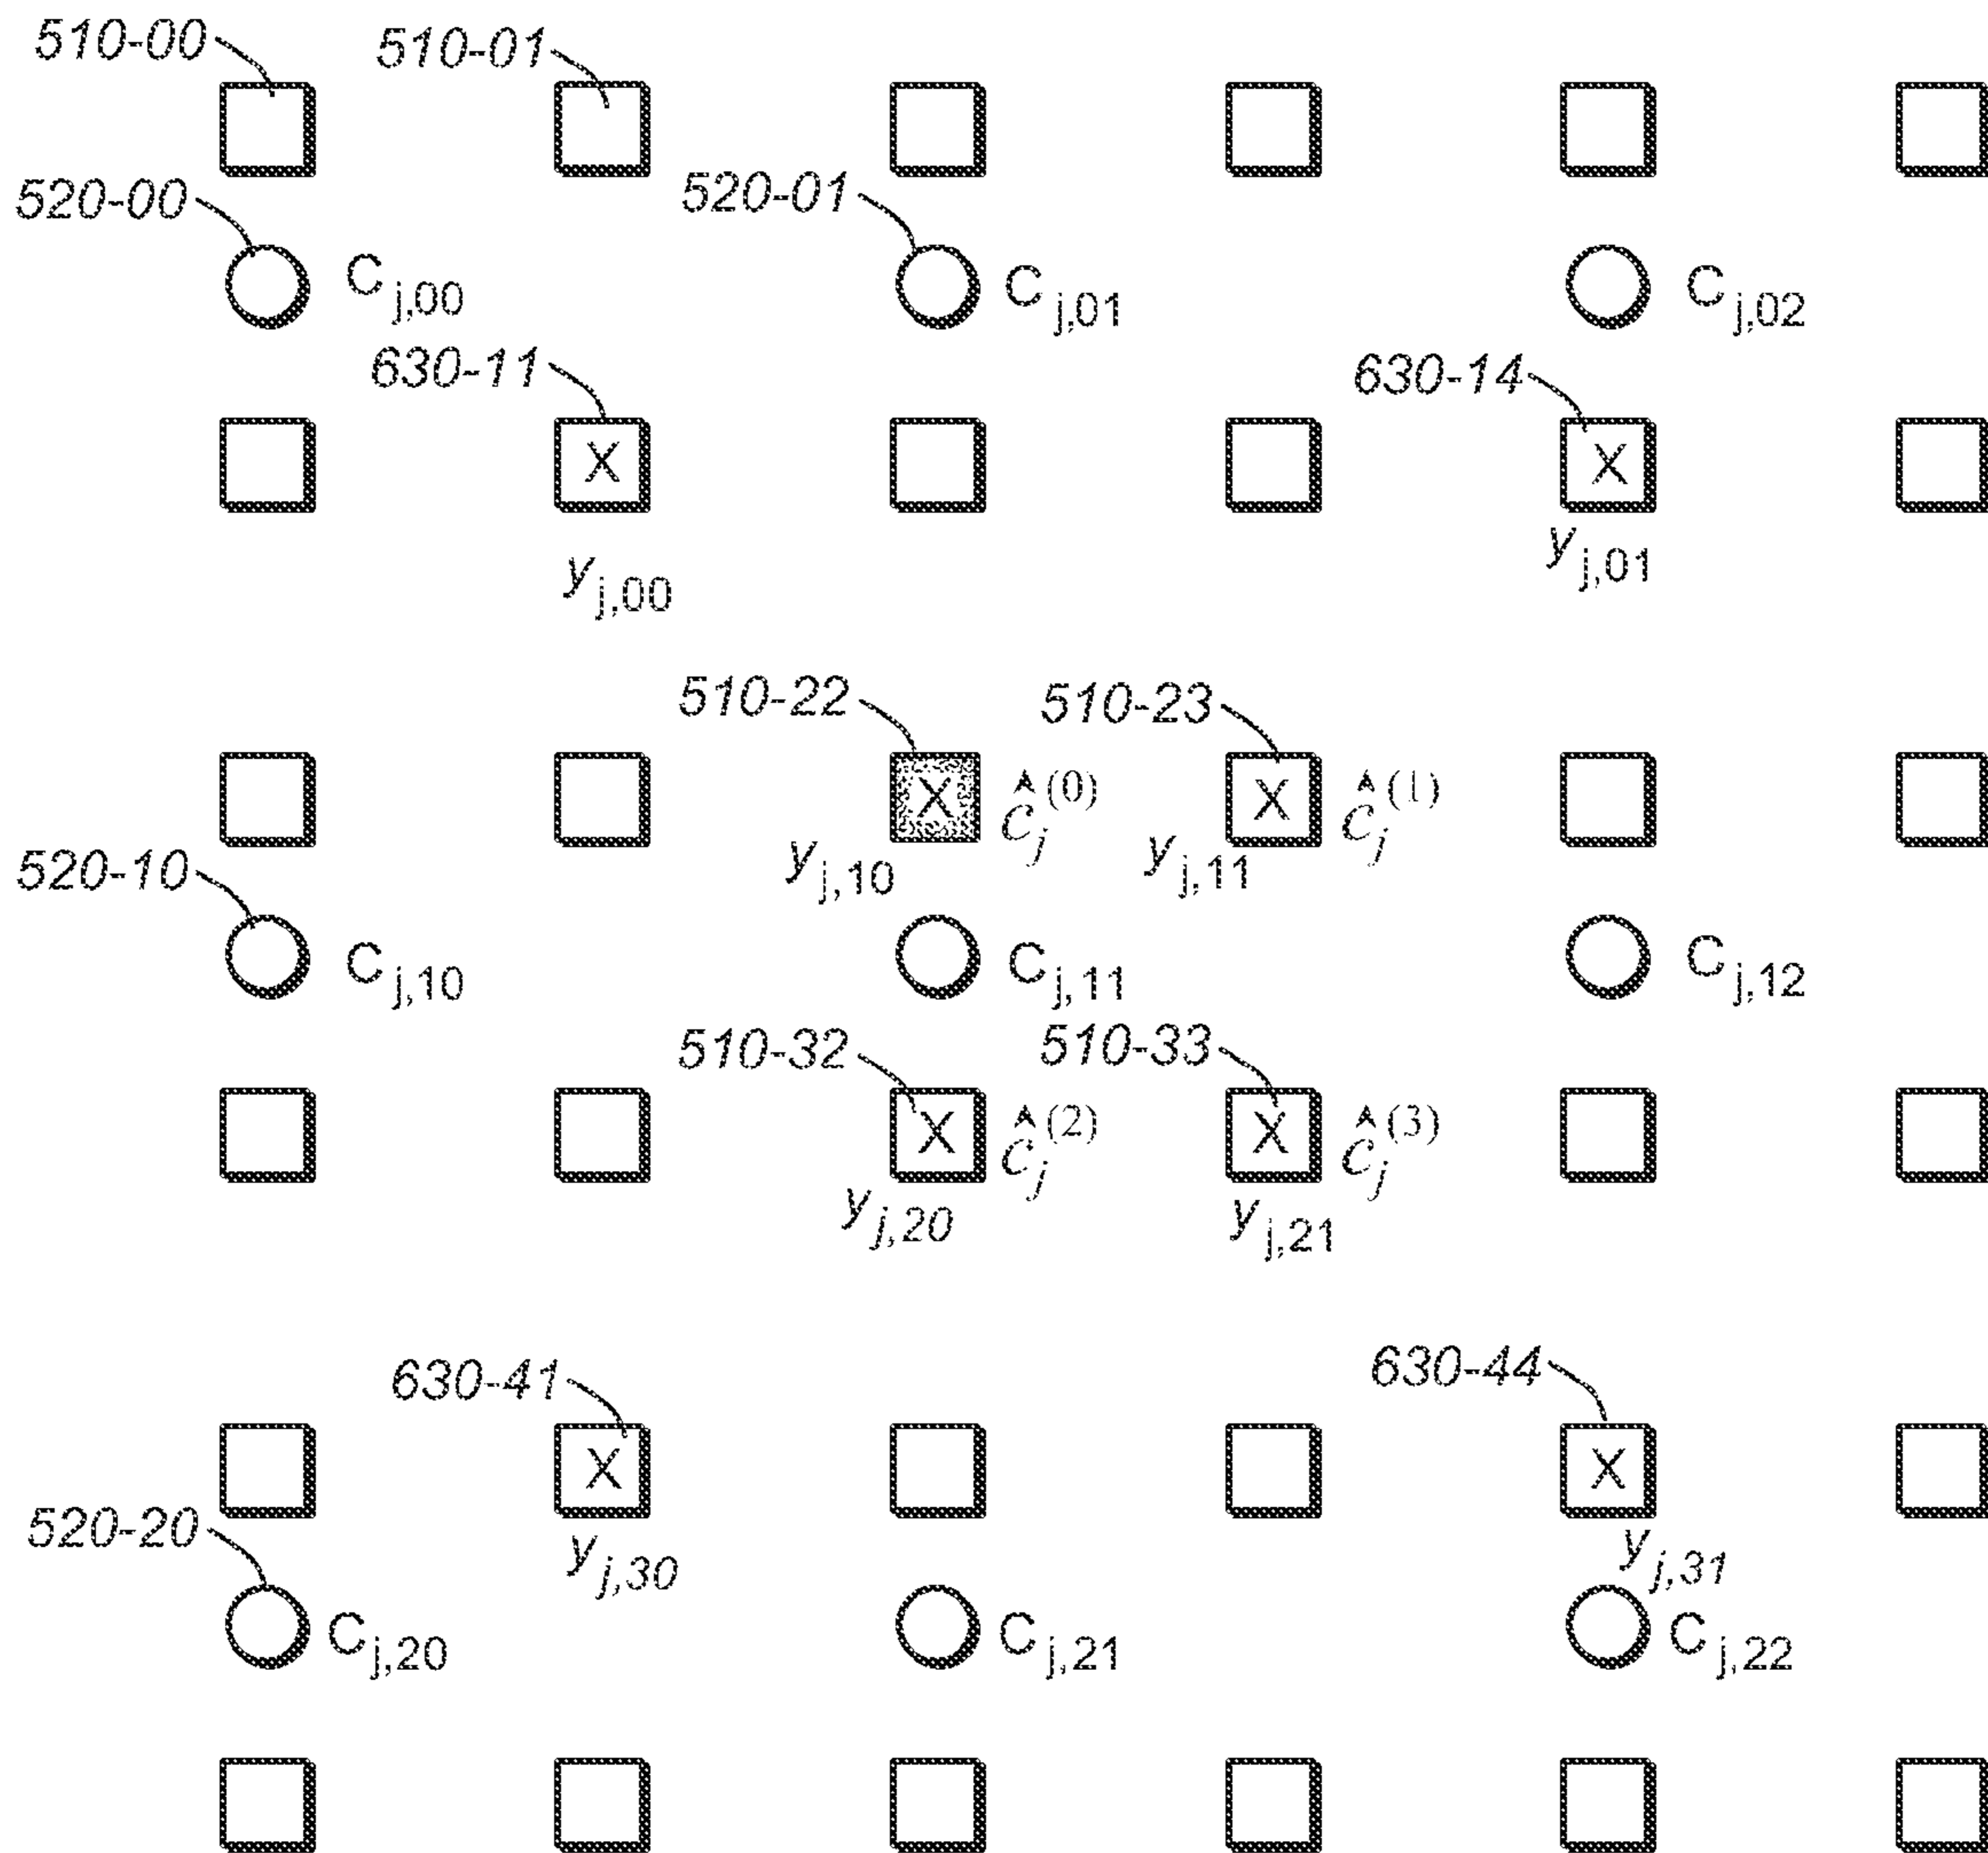 510-00 510-01
520-00 520-01
C j,00 C j,01 C j,02
630-11 630-14
X X
y j,00 y j,01
510-22 510-23
X ĉ j (0) X ĉ j (1)
y j,10 y j,11
520-10
C j,10 C j,11 C j,12
510-32 510-33
X ĉ j (2) X ĉ j (3)
y j,20 y j,21
630-41 630-44
X X
520-20 y j,30 y j,31
C j,20 C j,21 C j,22